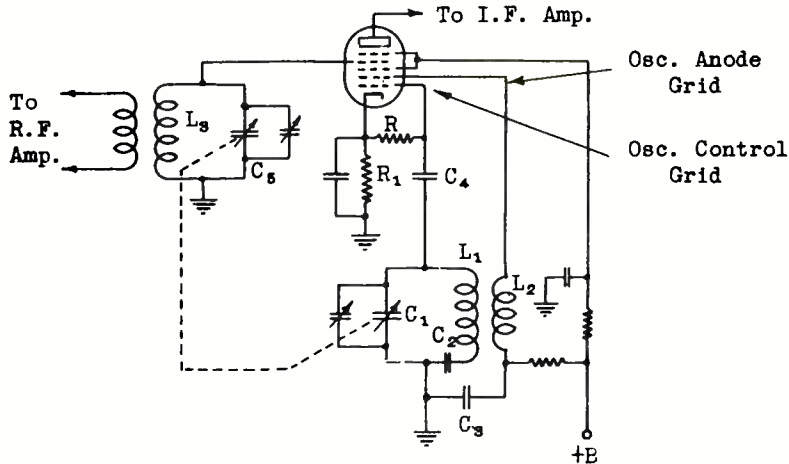 To I.F. Amp.
Osc. Anode
Grid
To
R.F.
Amp.
L₃
C₅
R
R₁
C₄
Osc. Control
Grid
L₁
L₂
C₁
C₂
C₃
+B